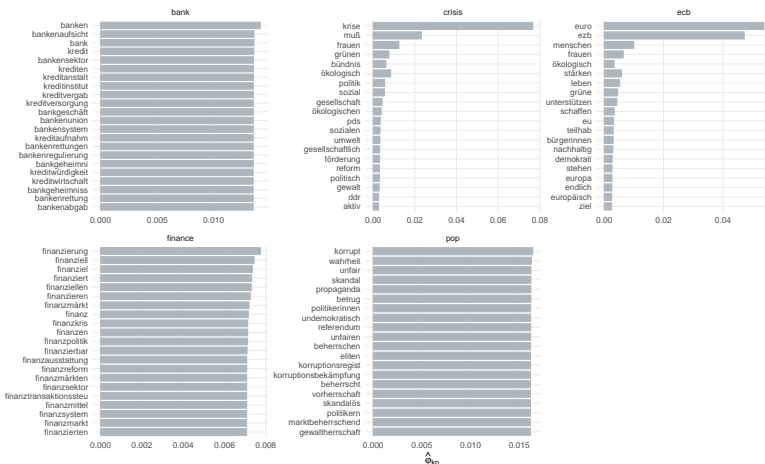 bank
banken
bankenaufsicht
bank
kredit
bankensektor
krediten
kreditanstalt
kreditinstitut
kreditvergab
kreditversorgung
bankgeschäft
bankenunion
bankensystem
kreditaufnahm
bankenrettungen
bankenregulierung
bankgeheimni
kreditwürdigkeit
kreditwirtschaft
bankgeheimniss
bankenrettung
bankenabgab
0.000 0.005 0.010
crisis
krise
muß
frauen
grünen
bündnis
ökologisch
politik
sozial
gesellschaft
ökologischen
pds
sozialen
umwelt
gesellschaftlich
förderung
reform
politisch
gewalt
ddr
aktiv
0.00 0.02 0.04 0.06 0.08
ecb
euro
ezb
menschen
frauen
ökologisch
stärken
leben
grüne
unterstützen
schaffen
eu
teilhab
bürgerinnen
nachhaltig
demokrati
stehen
europa
endlich
europäisch
ziel
0.00 0.02 0.04
finance
finanzierung
finanziell
finanziel
finanziert
finanziellen
finanzieren
finanzmärkt
finanz
finanzkris
finanzen
finanzpolitik
finanzierbar
finanzausstattung
finanzreform
finanzmärkten
finanzsektor
finanztransaktionssteu
finanzmittel
finanzsystem
finanzmarkt
finanzierten
0.000 0.002 0.004 0.006 0.008
pop
korrupt
wahrheit
unfair
skandal
propaganda
betrug
politikerinnen
undemokratisch
referendum
unfairen
beherrschen
eliten
korruptionsregist
korruptionsbekämpfung
beherrscht
vorherrschaft
skandalös
politikern
marktbeherrschend
gewaltherrschaft
0.000 0.005 0.010 0.015